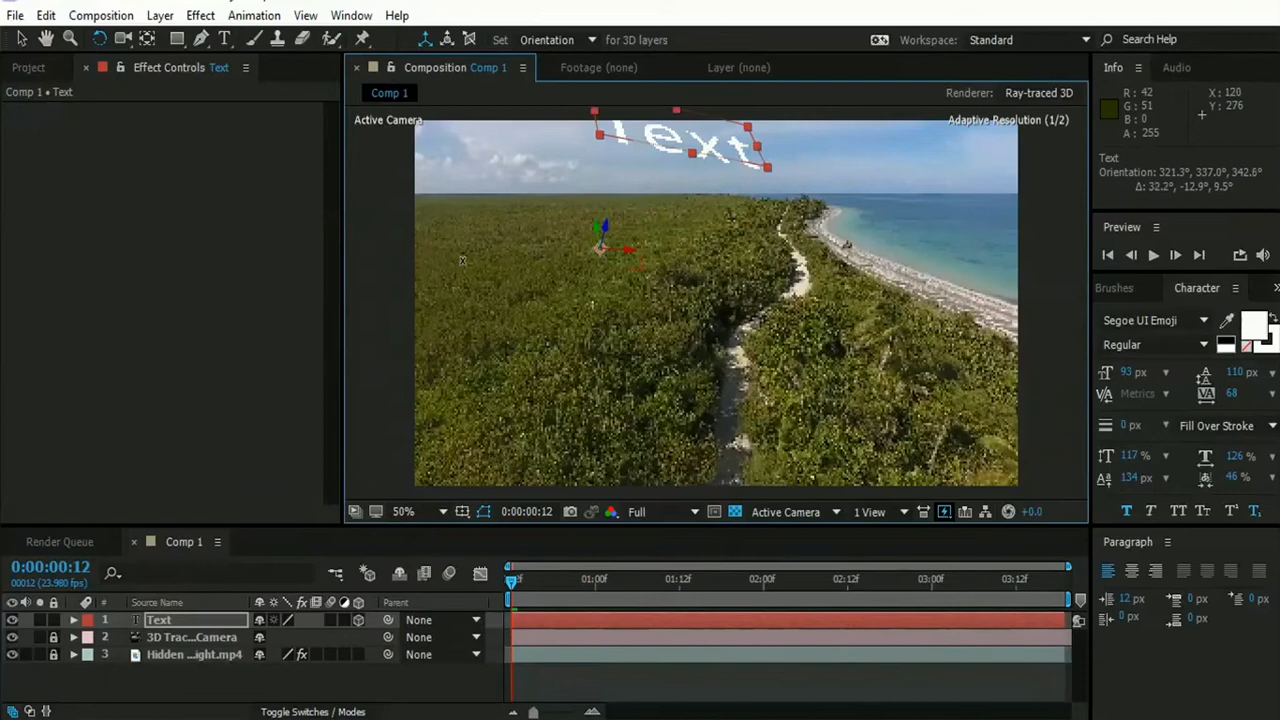 File Edit Composition Layer Effect Animation View Window Help
Set Orientation for 3D layers Workspace: Standard Search Help
Project Effect Controls Text Composition Comp 1 Footage (none) Layer (none) Info Audio
Comp 1 • Text Comp 1 Renderer: Ray-traced 3D
R : 42 X : 120
G : 51 Y : 276
B : 0
A : 255
Active Camera Adaptive Resolution (1/2)
Text
Text
Orientation: 321.3°, 337.0°, 342.6°
Δ: 32.2°, -12.9°, 9.5°
Preview
Brushes Character
Segoe UI Emoji
Regular
93 px 110 px
Metrics 68
0 px Fill Over Stroke
117 % 126 %
134 px 46 %
T T TT Tt T¹ T₁
50% 0:00:00:12 Full Active Camera 1 View +0.0
Render Queue Comp 1 Paragraph
0:00:00:12
00012 (23.980 fps)
01:00f 01:12f 02:00f 02:12f 03:00f 03:12f
# Source Name Parent
1 Text None
2 3D Trac...Camera None
3 Hidden ...ight.mp4 None
12 px 0 px 0 px
0 px 0 px
Toggle Switches / Modes